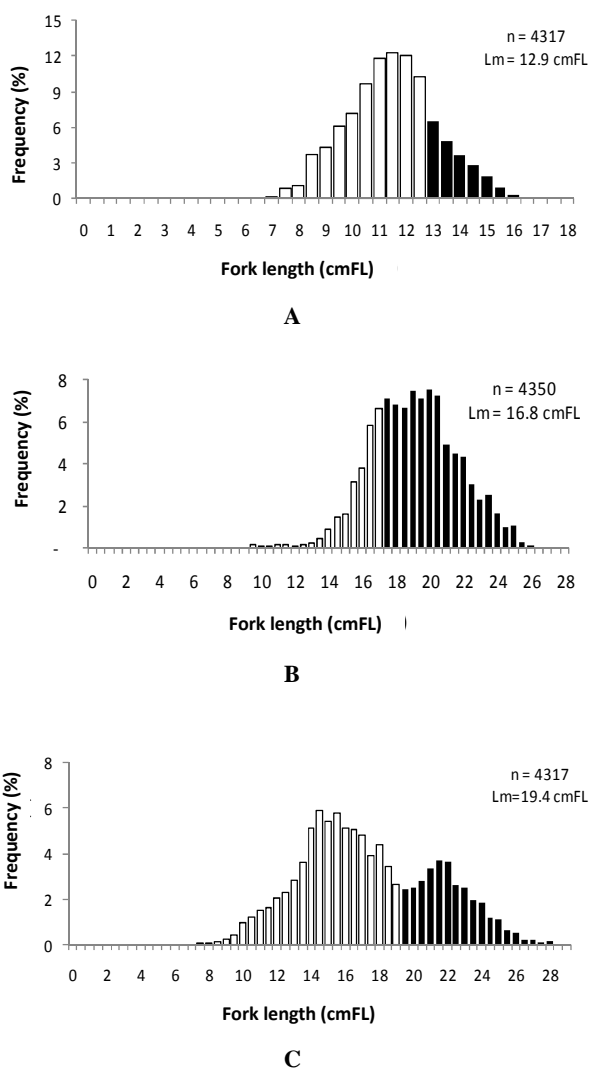 15
n = 4317
Lm = 12.9 cmFL
12
9
6
3
0
Frequency (%)
0 1 2 3 4 5 6 7 8 9 10 11 12 13 14 15 16 17 18
Fork length (cmFL)
A
8
n = 4350
Lm = 16.8 cmFL
6
4
2
-
Frequency (%)
0 2 4 6 8 10 12 14 16 18 20 22 24 26 28
Fork length (cmFL) )
B
8
n = 4317
Lm=19.4 cmFL
6
4
2
0
Frequency (%)
0 2 4 6 8 10 12 14 16 18 20 22 24 26 28
Fork length (cmFL)
C